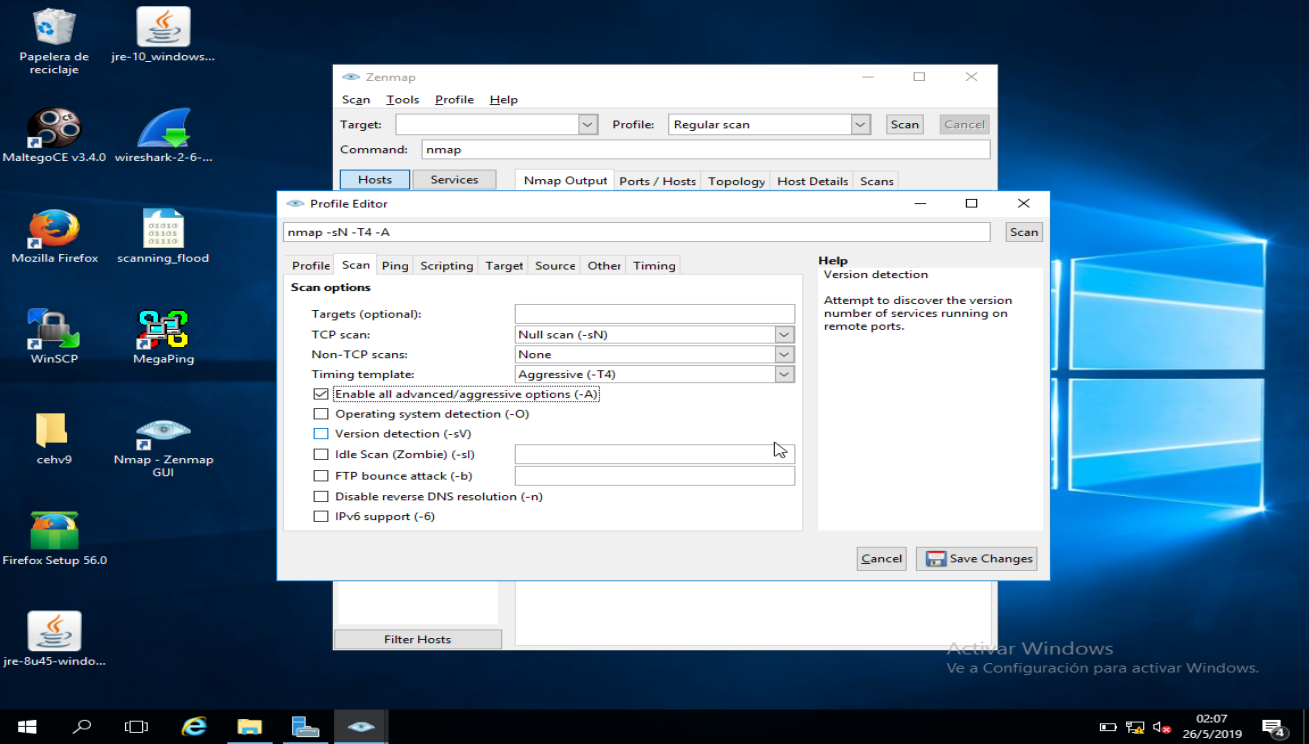 Papelera de
reciclaje
jre-10_windows...
MaltegoCE v3.4.0
wireshark-2-6-...
Mozilla Firefox
scanning_flood
WinSCP
MegaPing
cehv9
Nmap - Zenmap
GUI
Firefox Setup 56.0
jre-8u45-windo...
Zenmap
Scan Tools Profile Help
Target: Profile: Regular scan Scan Cancel
Command: nmap
Hosts Services Nmap Output Ports / Hosts Topology Host Details Scans
Profile Editor
nmap -sN -T4 -A Scan
Profile Scan Ping Scripting Target Source Other Timing
Scan options
Targets (optional):
TCP scan: Null scan (-sN)
Non-TCP scans: None
Timing template: Aggressive (-T4)
Enable all advanced/aggressive options (-A)
Operating system detection (-O)
Version detection (-sV)
Idle Scan (Zombie) (-sI)
FTP bounce attack (-b)
Disable reverse DNS resolution (-n)
IPv6 support (-6)
Help
Version detection
Attempt to discover the version
number of services running on
remote ports.
Cancel Save Changes
Filter Hosts
Activar Windows
Ve a Configuración para activar Windows.
02:07
26/5/2019
4